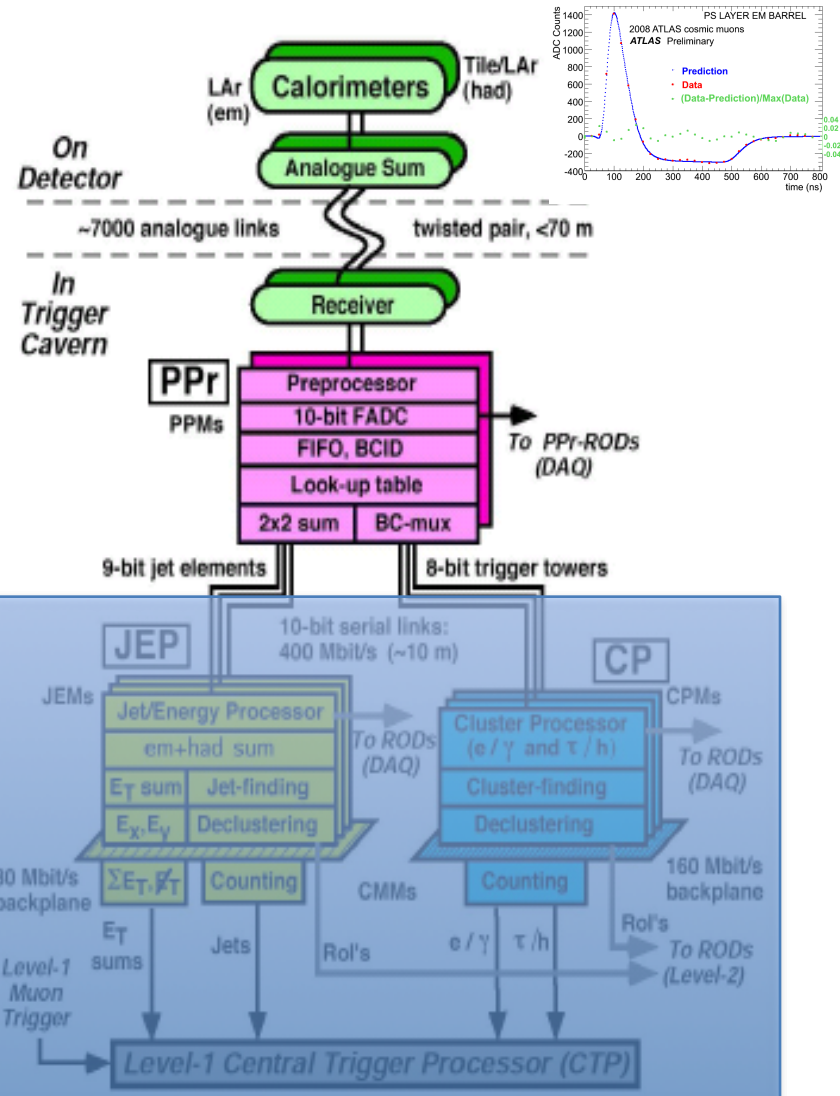 PS LAYER EM BARREL
2008 ATLAS cosmic muons
ATLAS Preliminary
Prediction
Data
(Data-Prediction)/Max(Data)
ADC Counts
1400
1200
1000
800
600
400
200
0
-200
-400
0.04
0.02
0
-0.02
-0.04
0 100 200 300 400 500 600 700 800
time (ns)
LAr
(em)
Calorimeters
Tile/LAr
(had)
On
Detector
Analogue Sum
~7000 analogue links
twisted pair, <70 m
In
Trigger
Cavern
Receiver
PPr
PPMs
Preprocessor
10-bit FADC
FIFO, BCID
Look-up table
2x2 sum
BC-mux
To PPr-RODs
(DAQ)
9-bit jet elements
8-bit trigger towers
10-bit serial links:
400 Mbit/s (~10 m)
JEP
JEMs
Jet/Energy Processor
em+had sum
ET sum
Jet-finding
Ex,Ey
Declustering
To RODs
(DAQ)
CP
CPMs
Cluster Processor
(e / γ and τ / h)
Cluster-finding
Declustering
To RODs
(DAQ)
ΣET,ET
Counting
CMMs
Counting
30 Mbit/s
backplane
160 Mbit/s
backplane
ET
sums
Jets
RoI's
e / γ
τ /h
RoI's
To RODs
(Level-2)
Level-1
Muon
Trigger
Level-1 Central Trigger Processor (CTP)